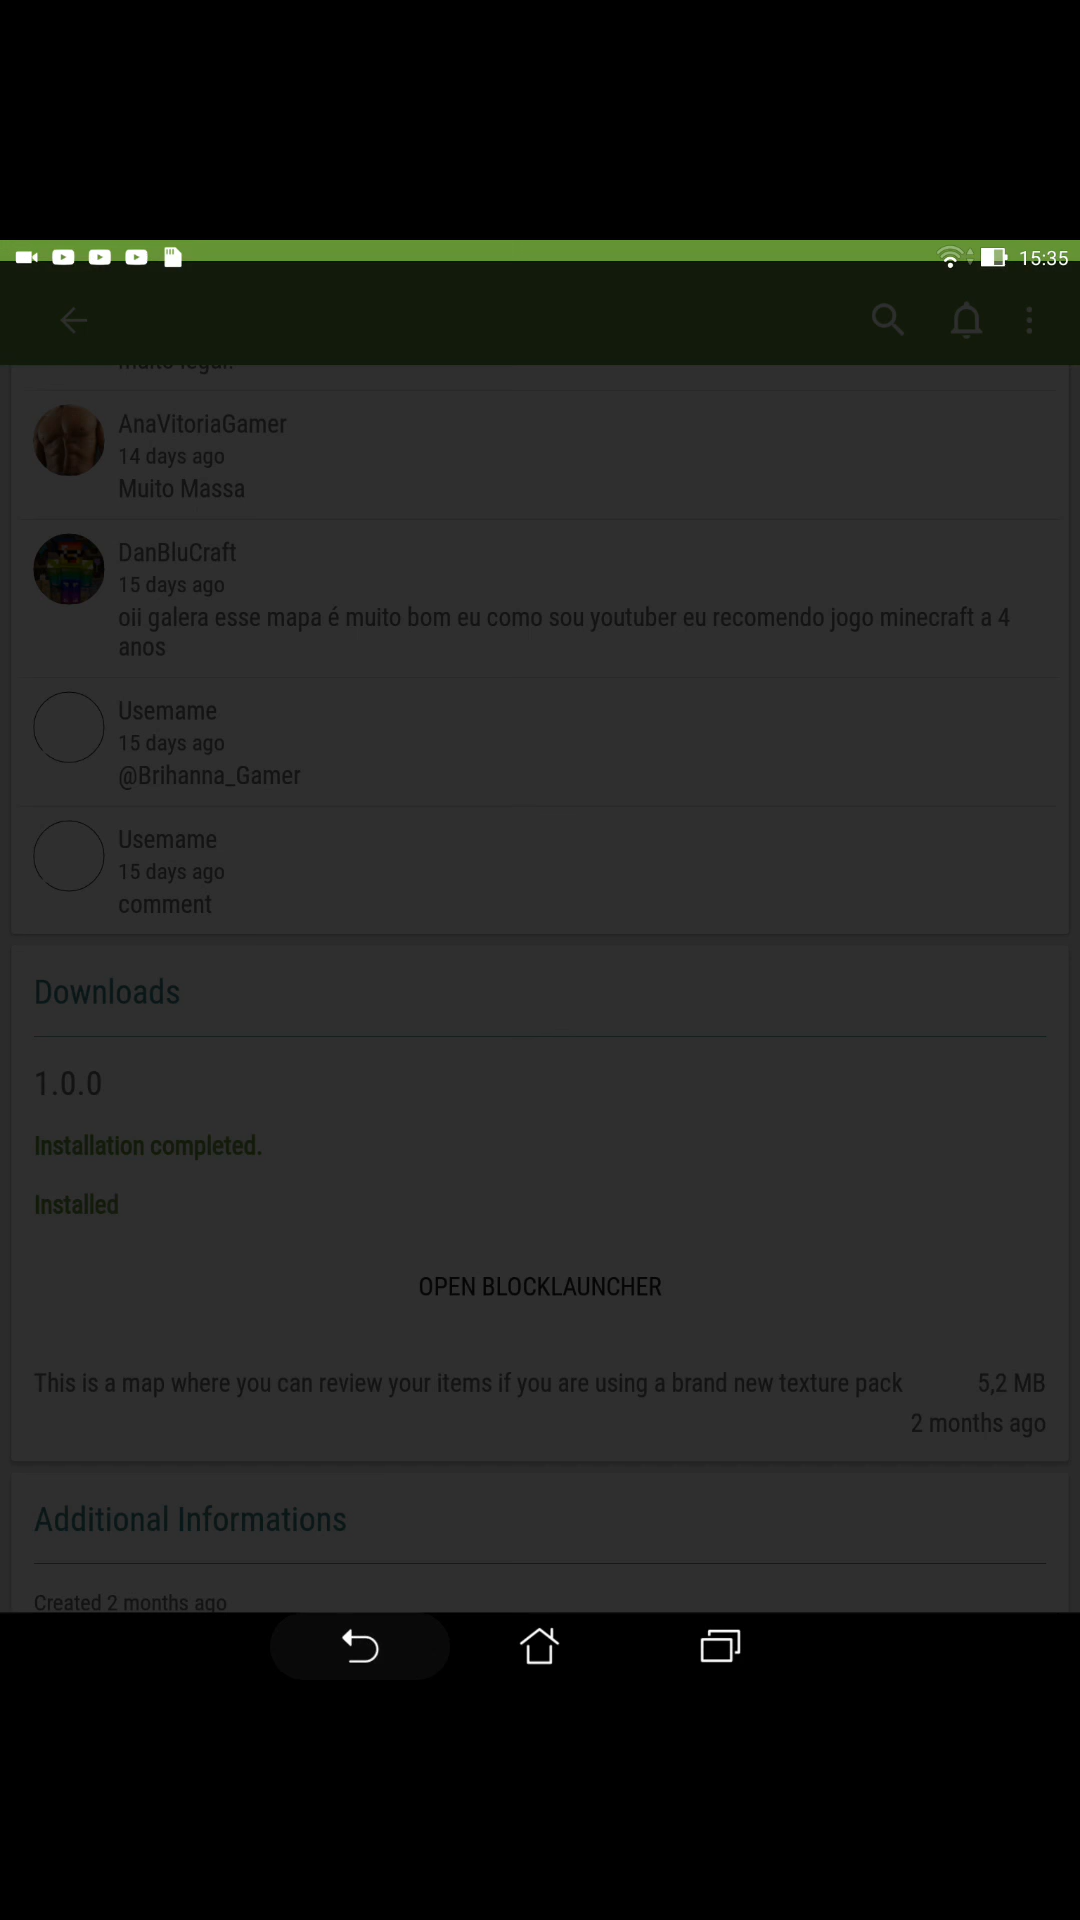 15:35
muito legal.
AnaVitoriaGamer
14 days ago
Muito Massa
DanBluCraft
15 days ago
oii galera esse mapa é muito bom eu como sou youtuber eu recomendo jogo minecraft a 4
anos
Usemame
15 days ago
@Brihanna_Gamer
Usemame
15 days ago
comment
Downloads
1.0.0
Installation completed.
Installed
OPEN BLOCKLAUNCHER
This is a map where you can review your items if you are using a brand new texture pack 5,2 MB
2 months ago
Additional Informations
Created 2 months ago